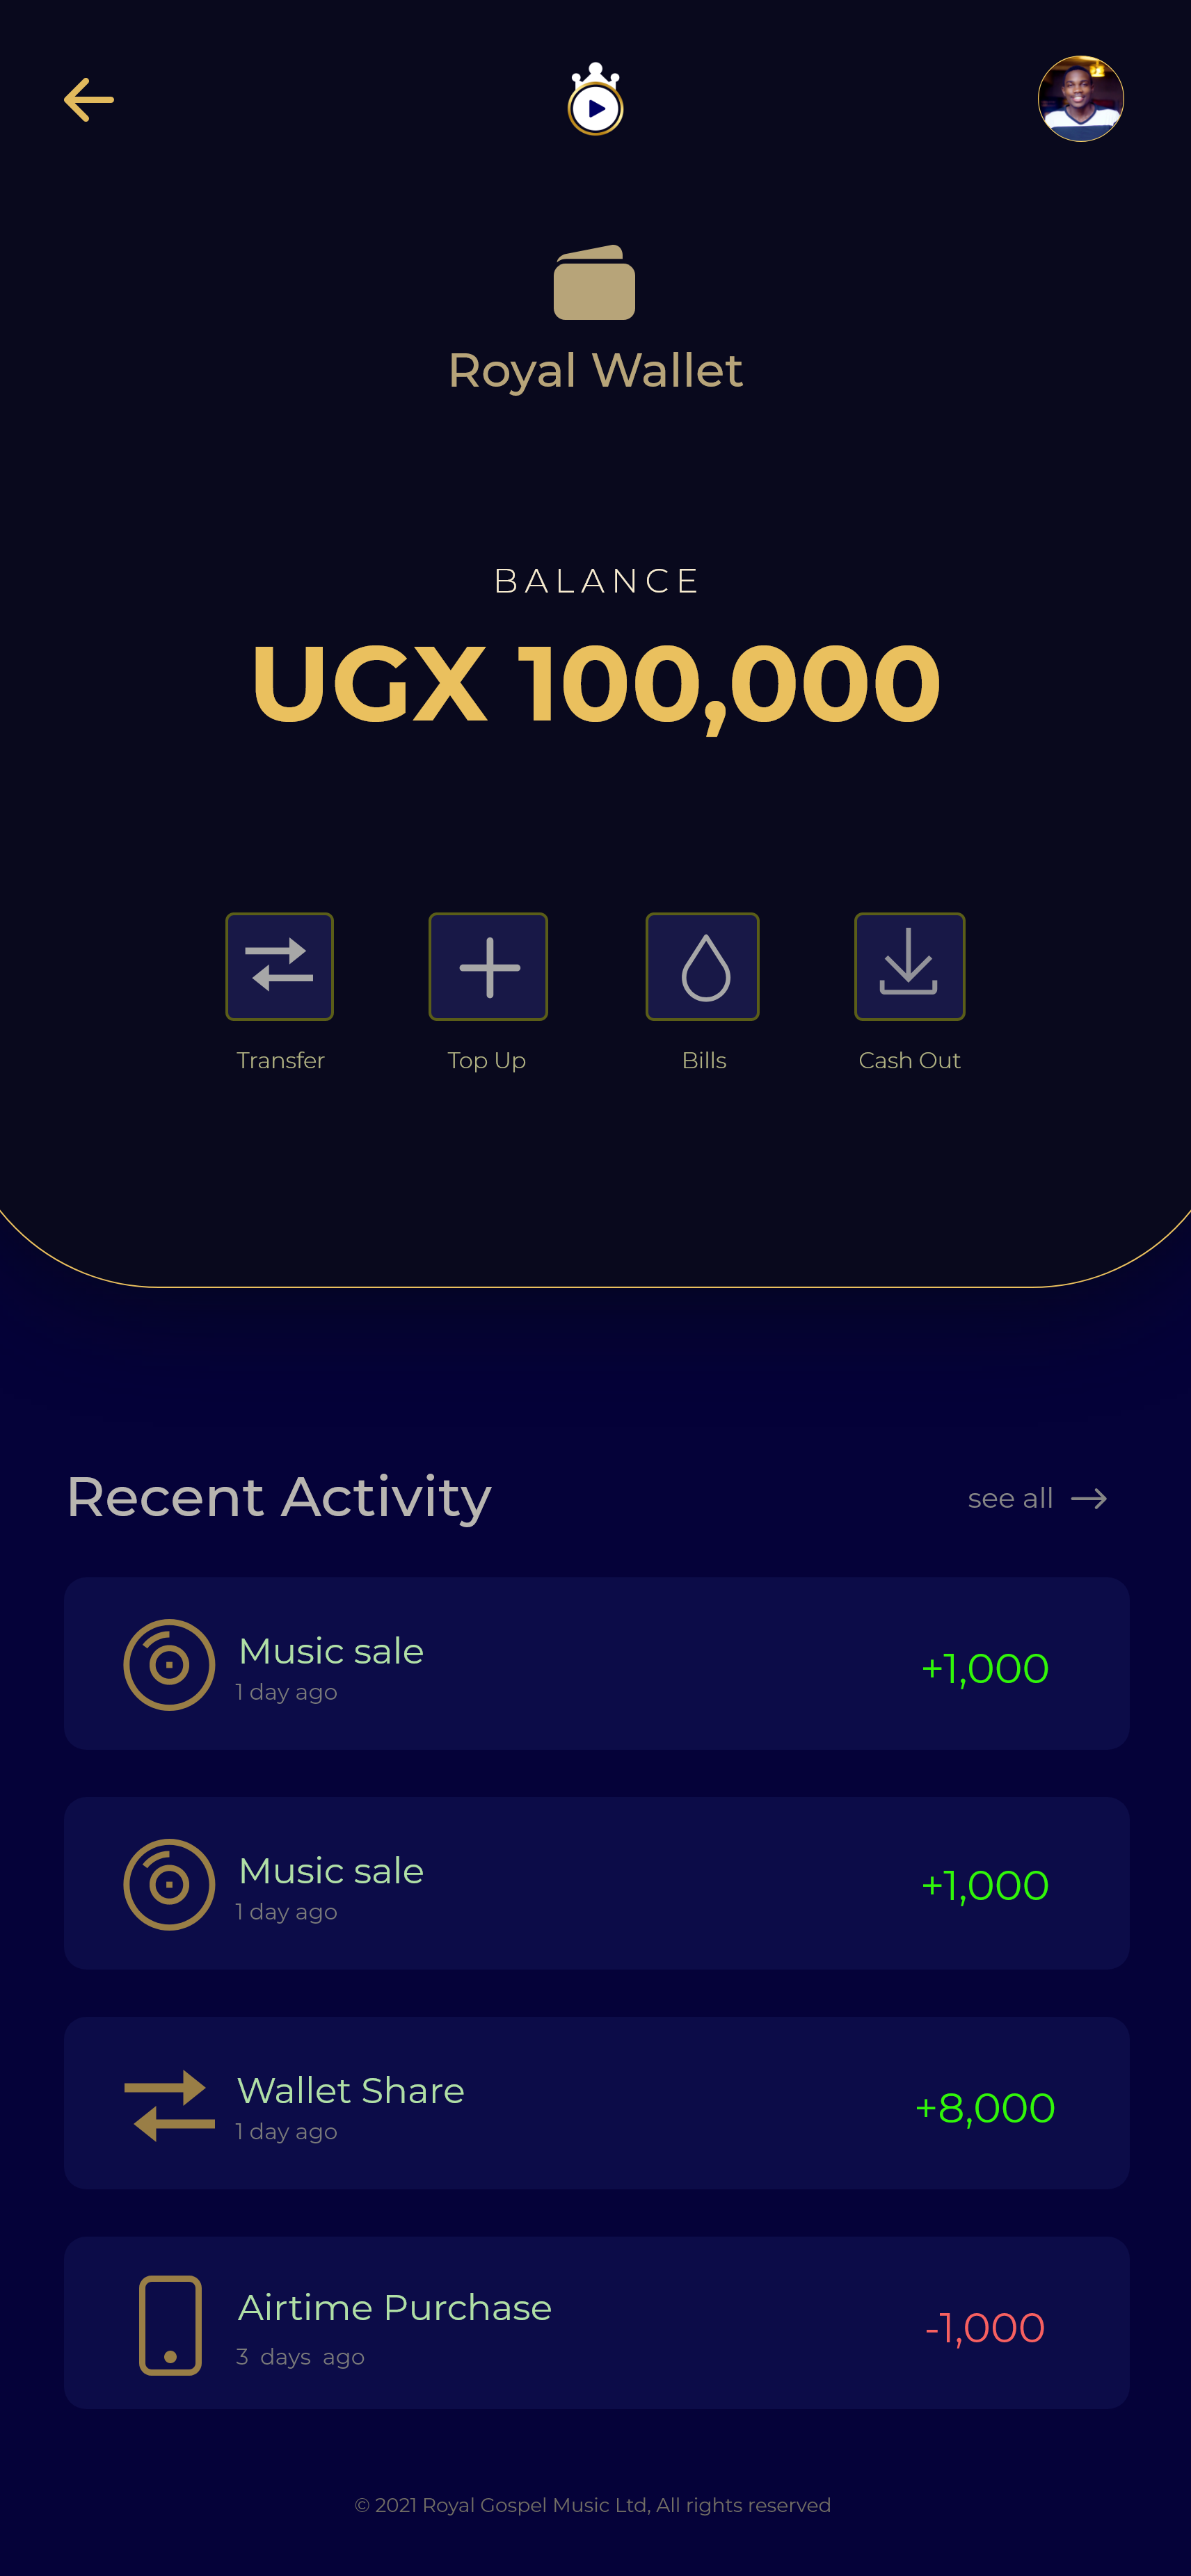 Royal Wallet
BALANCE
UGX 100,000
Transfer Top Up Bills Cash Out
Recent Activity see all
Music sale
1 day ago
+1,000
Music sale
1 day ago
+1,000
Wallet Share
1 day ago
+8,000
Airtime Purchase
3 days ago
-1,000
© 2021 Royal Gospel Music Ltd, All rights reserved